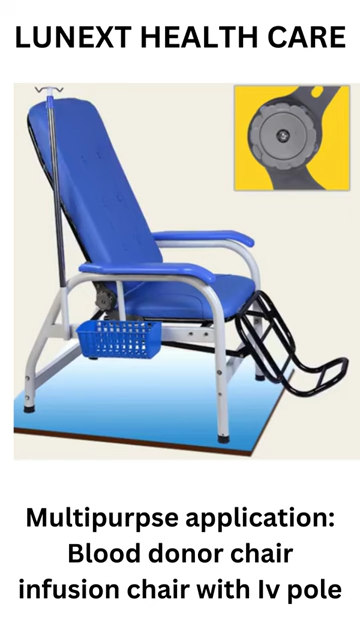 LUNEXT HEALTH CARE
Multipurpse application:
Blood donor chair
infusion chair with Iv pole